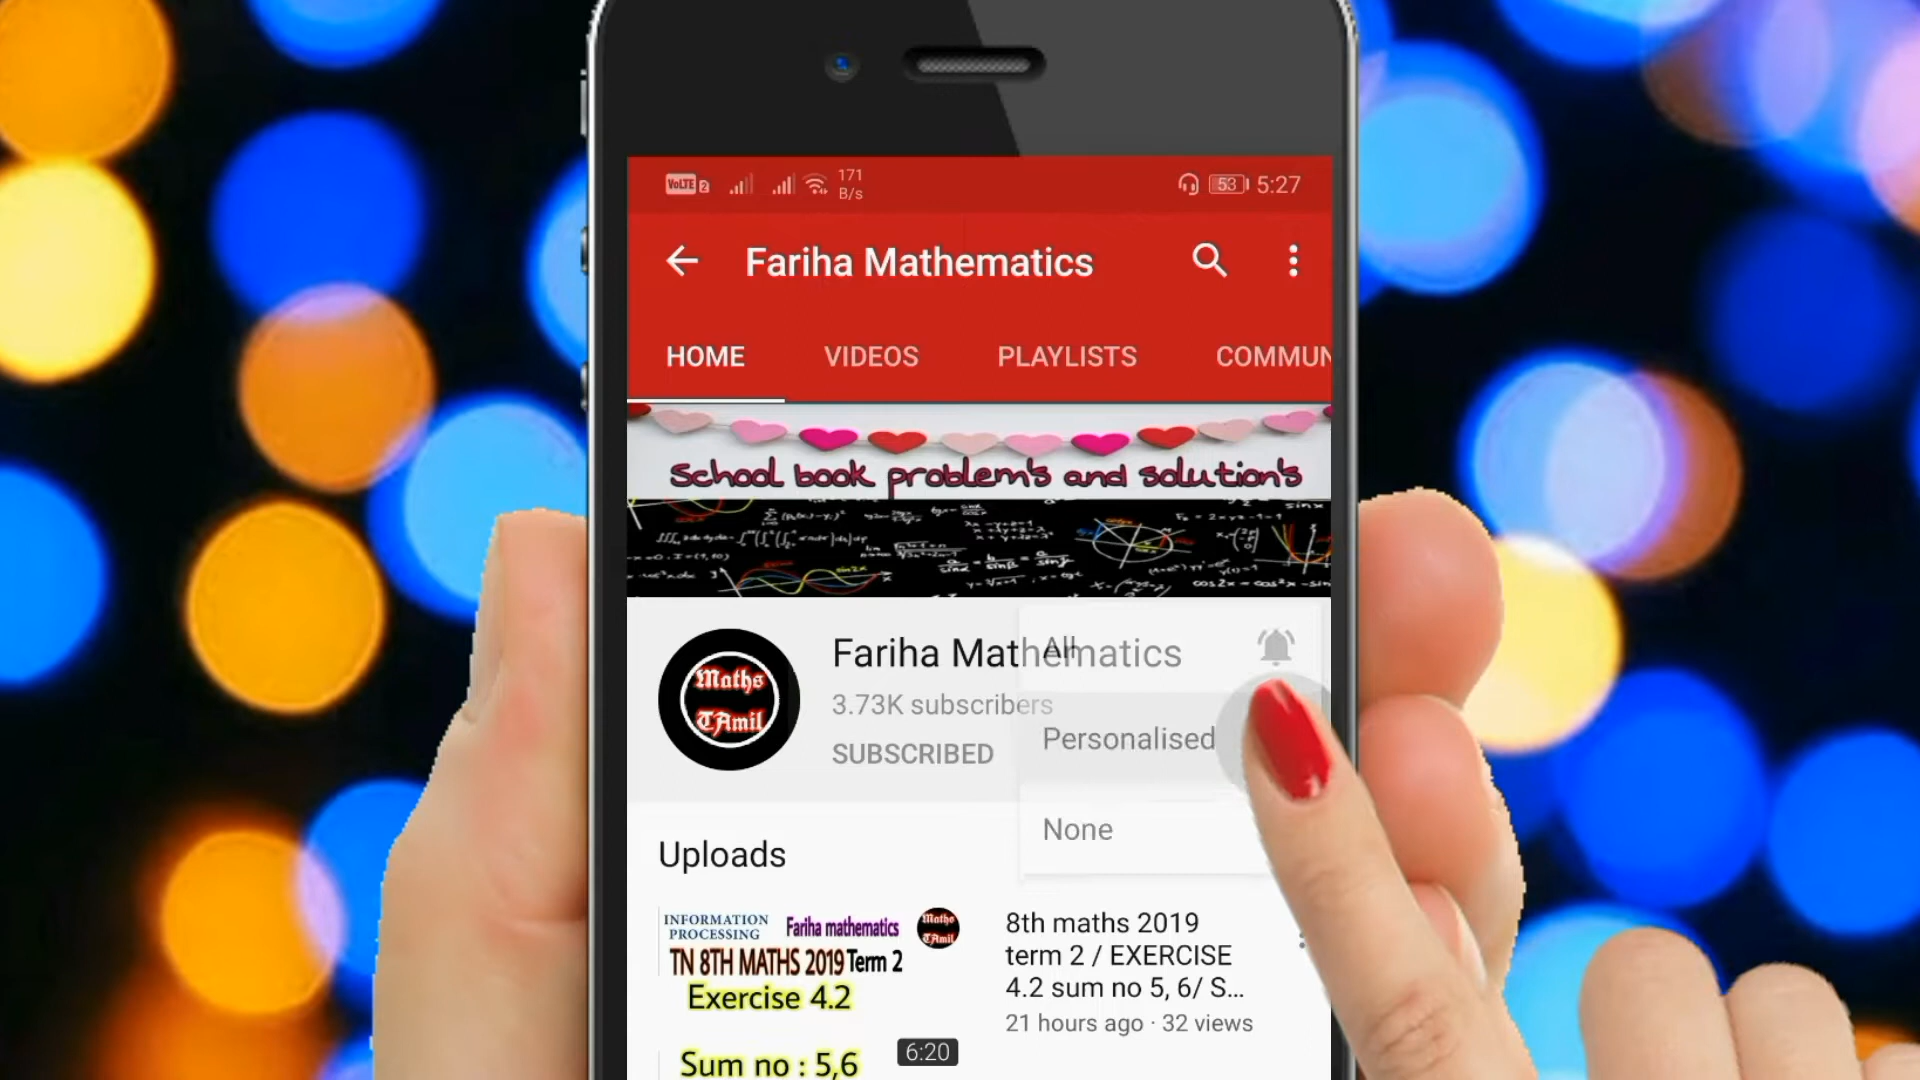 VoLTE 2
171
B/s
53
5:27
Fariha Mathematics
HOME
VIDEOS
PLAYLISTS
COMMUN
School book problem's and solution's
Fariha Mathematics
All
3.73K subscribers
Personalised
SUBSCRIBED
None
Maths
TAmil
Uploads
INFORMATION
PROCESSING
Fariha mathematics
Maths
TAmil
TN 8TH MATHS 2019 Term 2
Exercise 4.2
Sum no : 5,6
6:20
8th maths 2019
term 2 / EXERCISE
4.2 sum no 5, 6/ S...
21 hours ago · 32 views